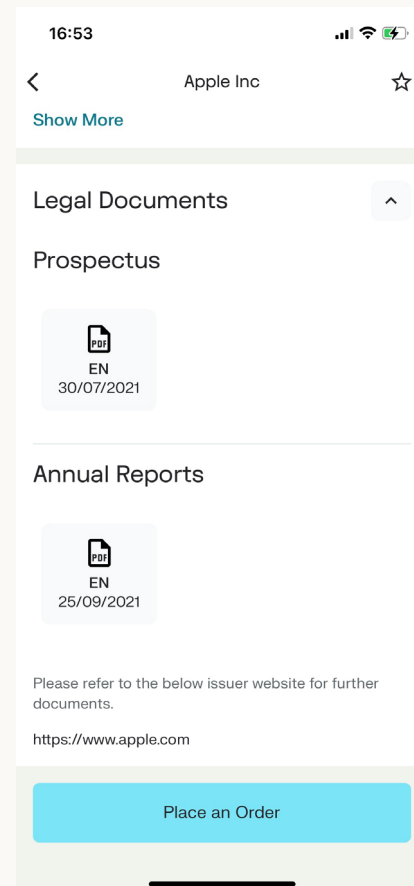 16:53
Apple Inc
Show More
Legal Documents
Prospectus
PDF
EN
30/07/2021
Annual Reports
PDF
EN
25/09/2021
Please refer to the below issuer website for further
documents.
https://www.apple.com
Place an Order